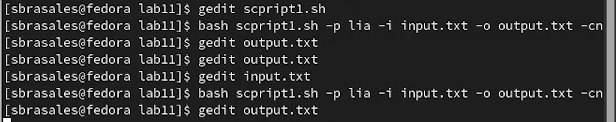 [sbrasales@fedora lab11]$ gedit scpript1.sh
[sbrasales@fedora lab11]$ bash scpript1.sh -p lia -i input.txt -o output.txt -cn
[sbrasales@fedora lab11]$ gedit output.txt
[sbrasales@fedora lab11]$ gedit output.txt
[sbrasales@fedora lab11]$ gedit input.txt
[sbrasales@fedora lab11]$ bash scpript1.sh -p lia -i input.txt -o output.txt -cn
[sbrasales@fedora lab11]$ gedit output.txt